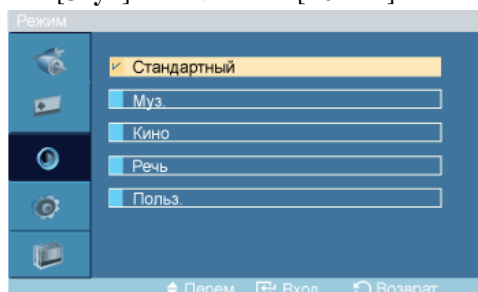 Режим
Стандартный
Муз.
Кино
Речь
Польз.
Перем. Вход Возврат